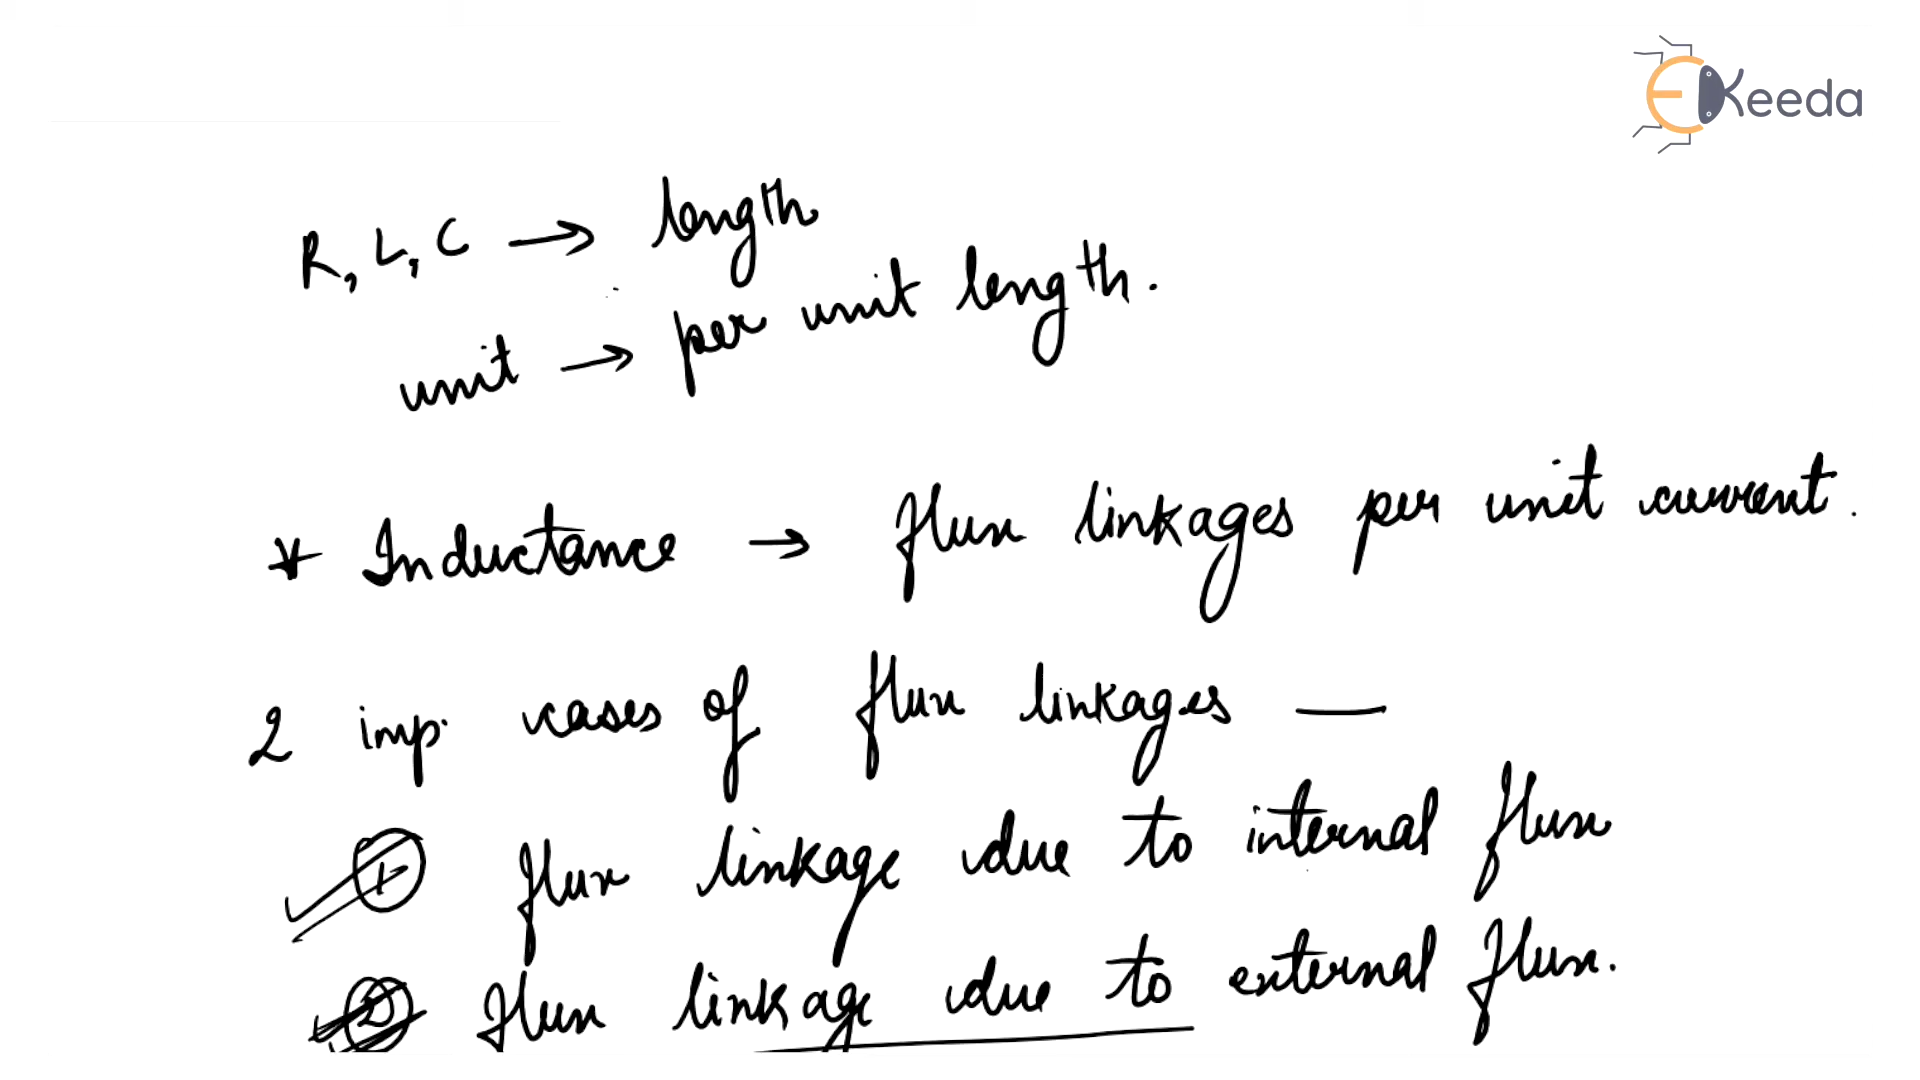 EKeeda
R, L, C → length
unit → per unit length.
* Inductance → flux linkages per unit current.
2 imp. cases of flux linkages —
1 flux linkage due to internal flux
2 flux linkage due to external flux.